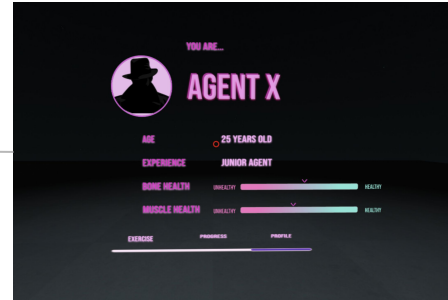 YOU ARE...
AGENT X
AGE 25 YEARS OLD
EXPERIENCE JUNIOR AGENT
BONE HEALTH UNHEALTHY HEALTHY
MUSCLE HEALTH UNHEALTHY HEALTHY
EXERCISE PROGRESS PROFILE